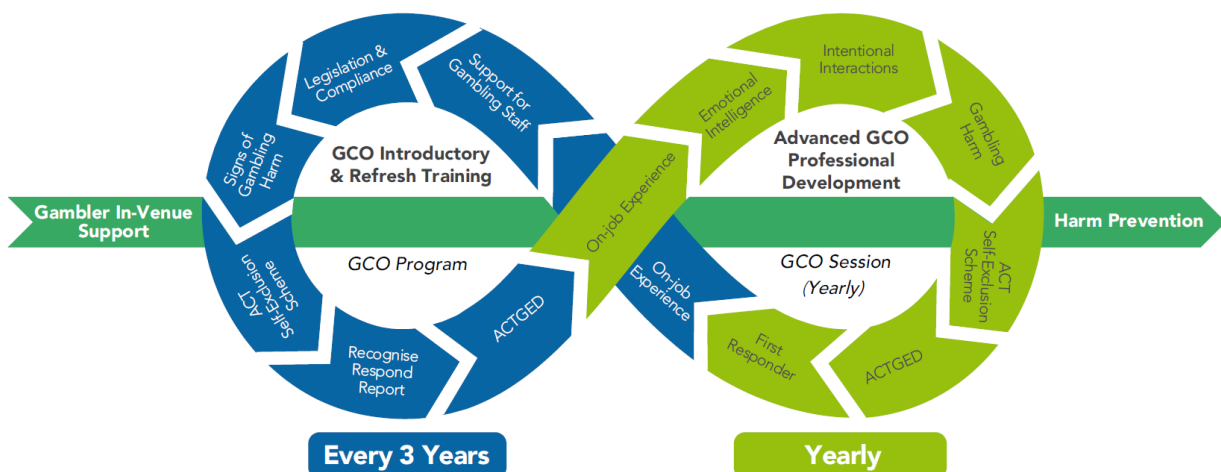 Gambler In-Venue
Support
Signs of
Gambling
Harm
Legislation &
Compliance
Support for
Gambling Staff
GCO Introductory
& Refresh Training
GCO Program
ACT
Self-Exclusion
Scheme
Recognise
Respond
Report
ACTGED
On-job Experience
Emotional
Intelligence
Intentional
Interactions
Gambling
Harm
Advanced GCO
Professional
Development
GCO Session
(Yearly)
ACT
Self-Exclusion
Scheme
ACTGED
First
Responder
On-job
Experience
Harm Prevention
Every 3 Years
Yearly